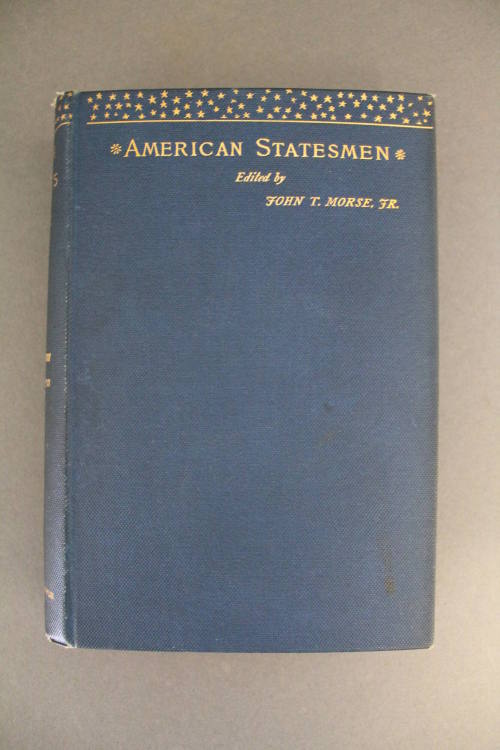 *AMERICAN STATESMEN*
Edited by
JOHN T. MORSE, JR.